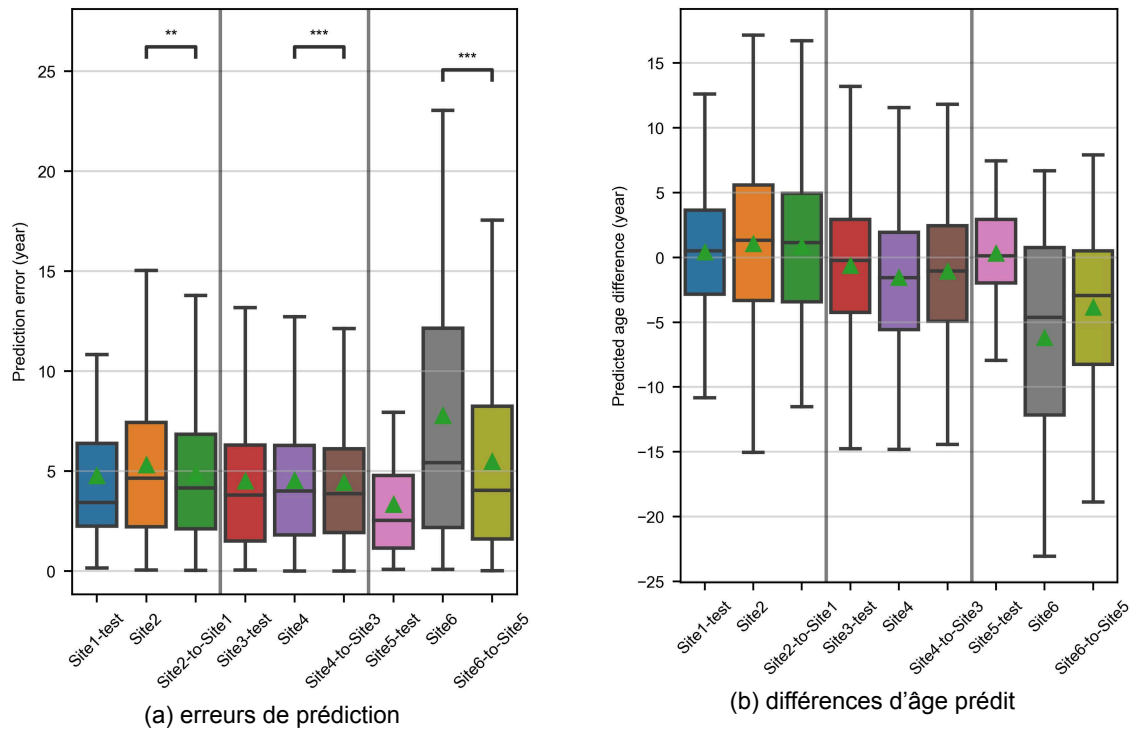 Prediction error (year)
25
20
15
10
5
0
**
***
***
Site1-test
Site2
Site2-to-Site1
Site3-test
Site4
Site4-to-Site3
Site5-test
Site6
Site6-to-Site5
(a) erreurs de prédiction
Predicted age difference (year)
15
10
5
0
−5
−10
−15
−20
−25
Site1-test
Site2
Site2-to-Site1
Site3-test
Site4
Site4-to-Site3
Site5-test
Site6
Site6-to-Site5
(b) différences d'âge prédit